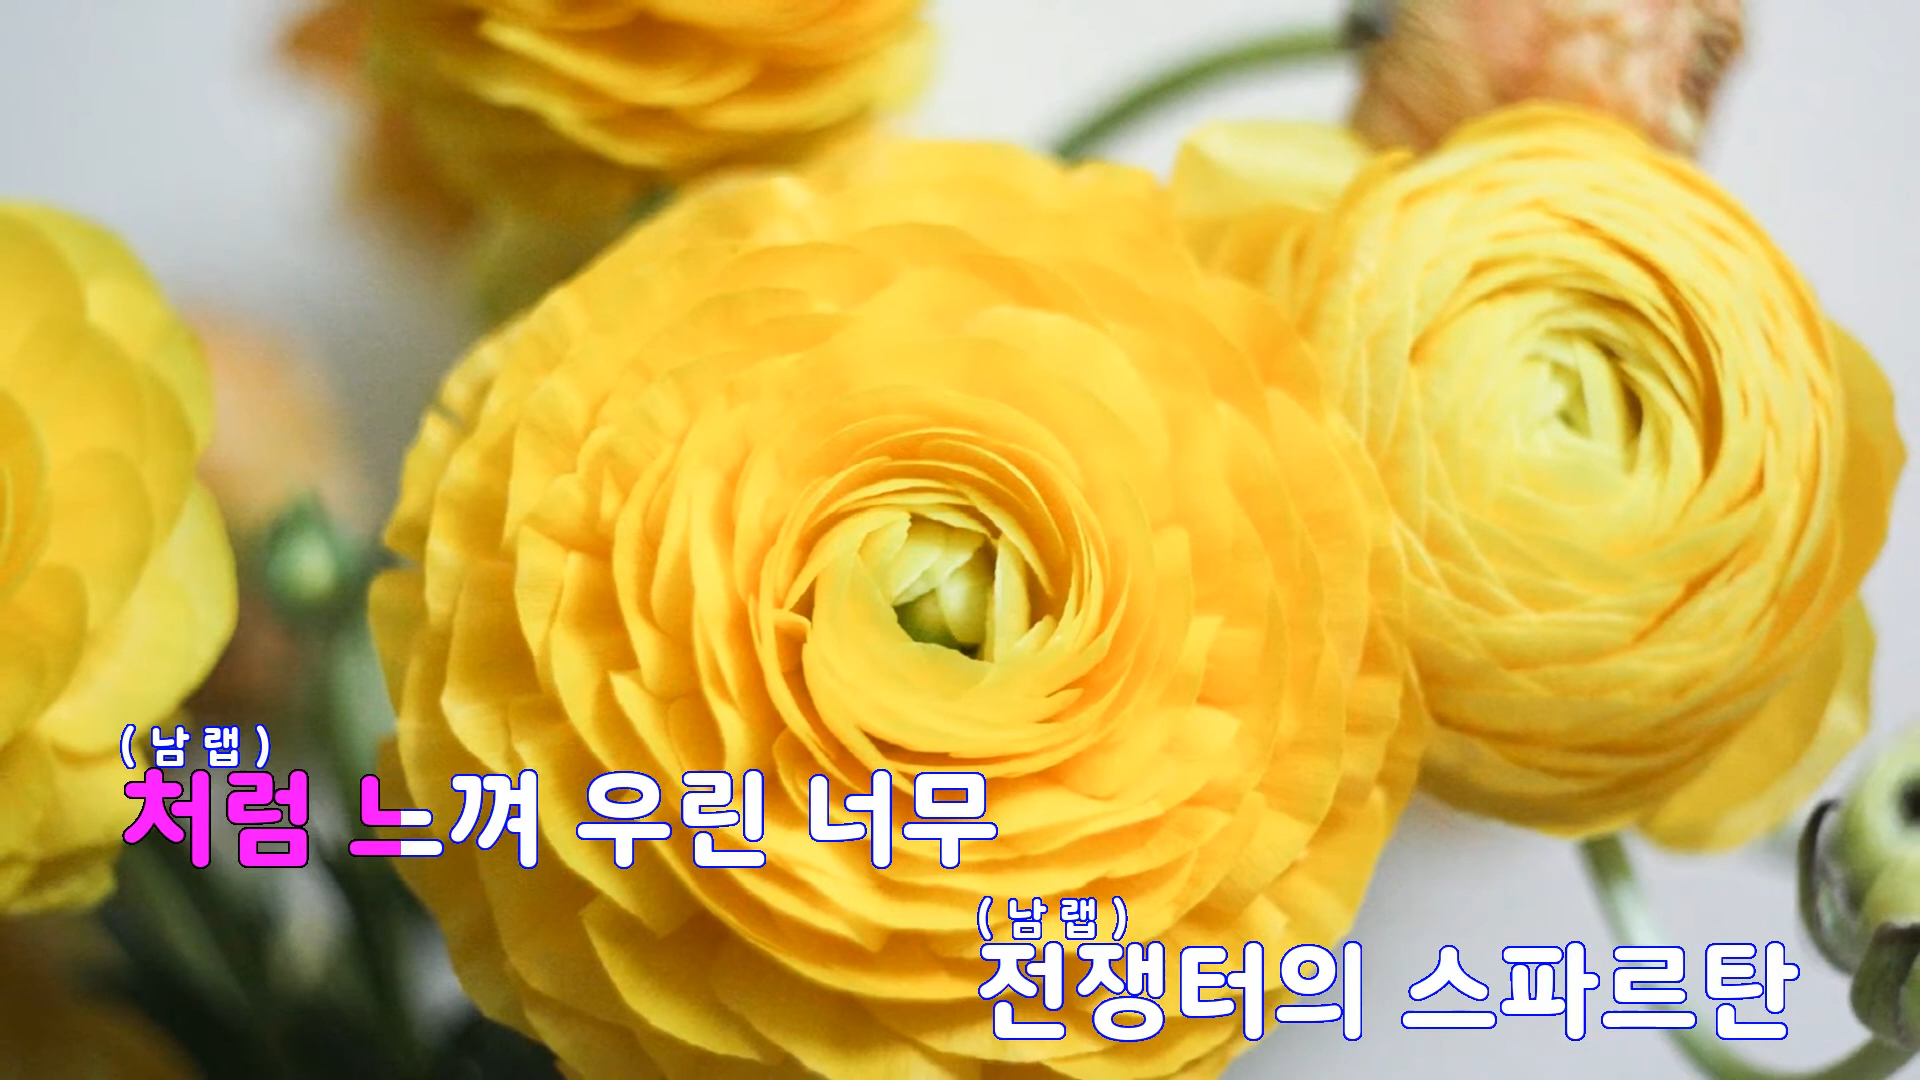 ( 남 랩 )
처럼 느껴 우린 너무
( 남 랩 )
전쟁터의 스파르탄